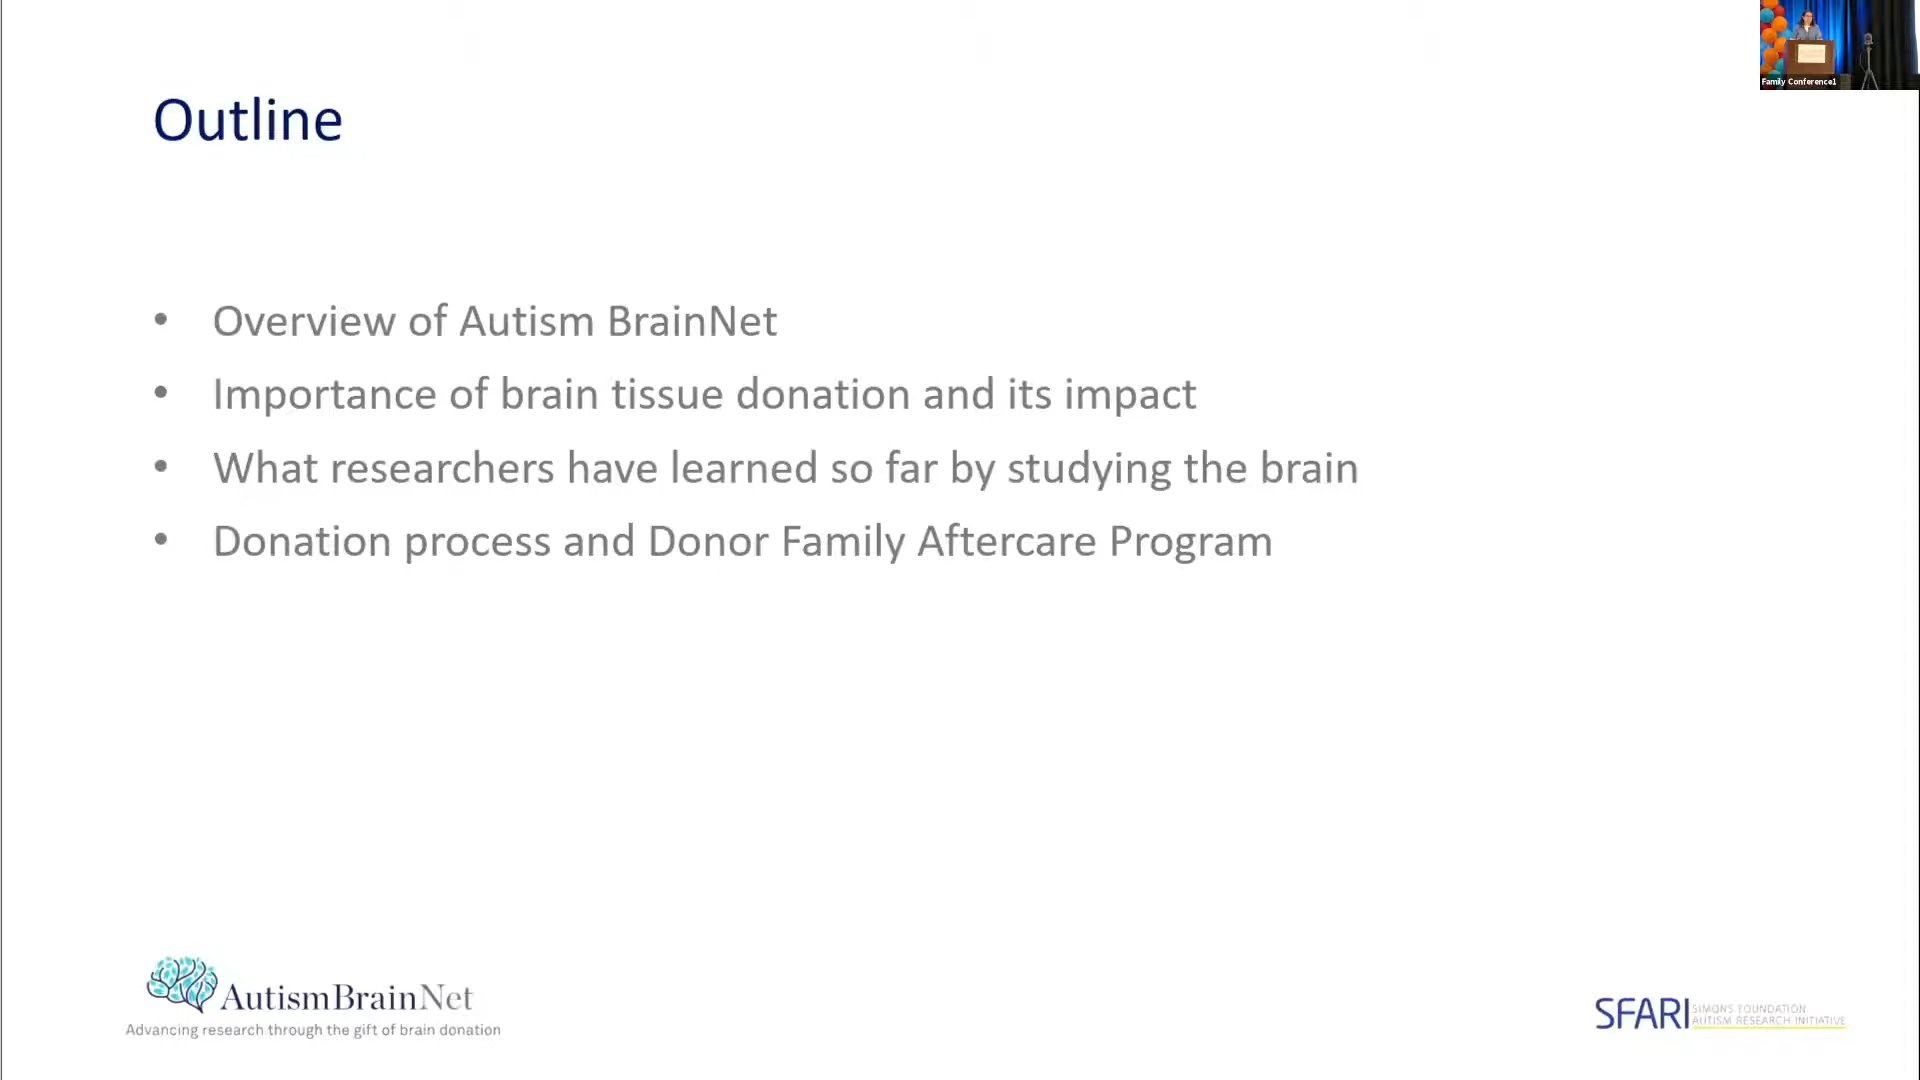 Family Conference1
Outline
• Overview of Autism BrainNet
• Importance of brain tissue donation and its impact
• What researchers have learned so far by studying the brain
• Donation process and Donor Family Aftercare Program
AutismBrainNet
Advancing research through the gift of brain donation
SFARI
SIMONS FOUNDATION
AUTISM RESEARCH INITIATIVE